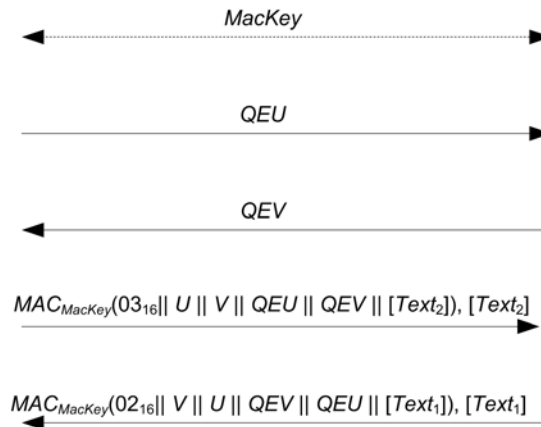 MacKey
QEU
QEV
MAC_MacKey(03₁₆|| U || V || QEU || QEV || [Text₂]), [Text₂]
MAC_MacKey(02₁₆|| V || U || QEV || QEU || [Text₁]), [Text₁]